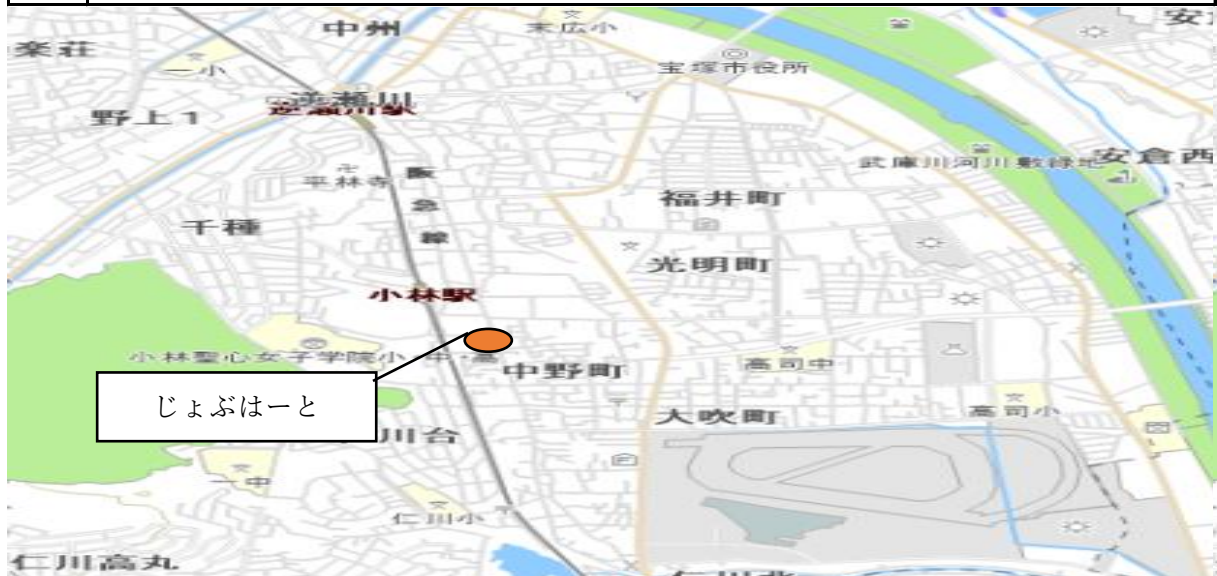 中州
末広小
安
楽荘
一小
宝塚市役所
逆瀬川
逆瀬川駅
野上1
武庫川河川敷緑地
安倉西
平林寺
阪急線
福井町
千種
光明町
小林駅
小林聖心女子学院小・中・高
中野町
高司中
じょぶはーと
大吹町
高司小
川台
一中
仁川小
仁川高丸
仁川北